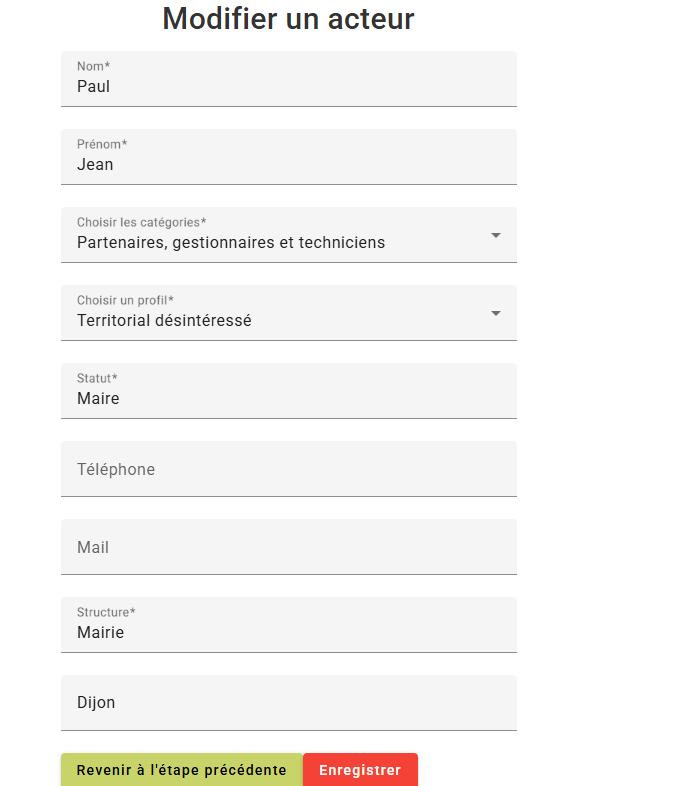 Modifier un acteur
Nom*
Paul
Prénom*
Jean
Choisir les catégories*
Partenaires, gestionnaires et techniciens
Choisir un profil*
Territorial désintéressé
Statut*
Maire
Téléphone
Mail
Structure*
Mairie
Dijon
Revenir à l'étape précédente Enregistrer